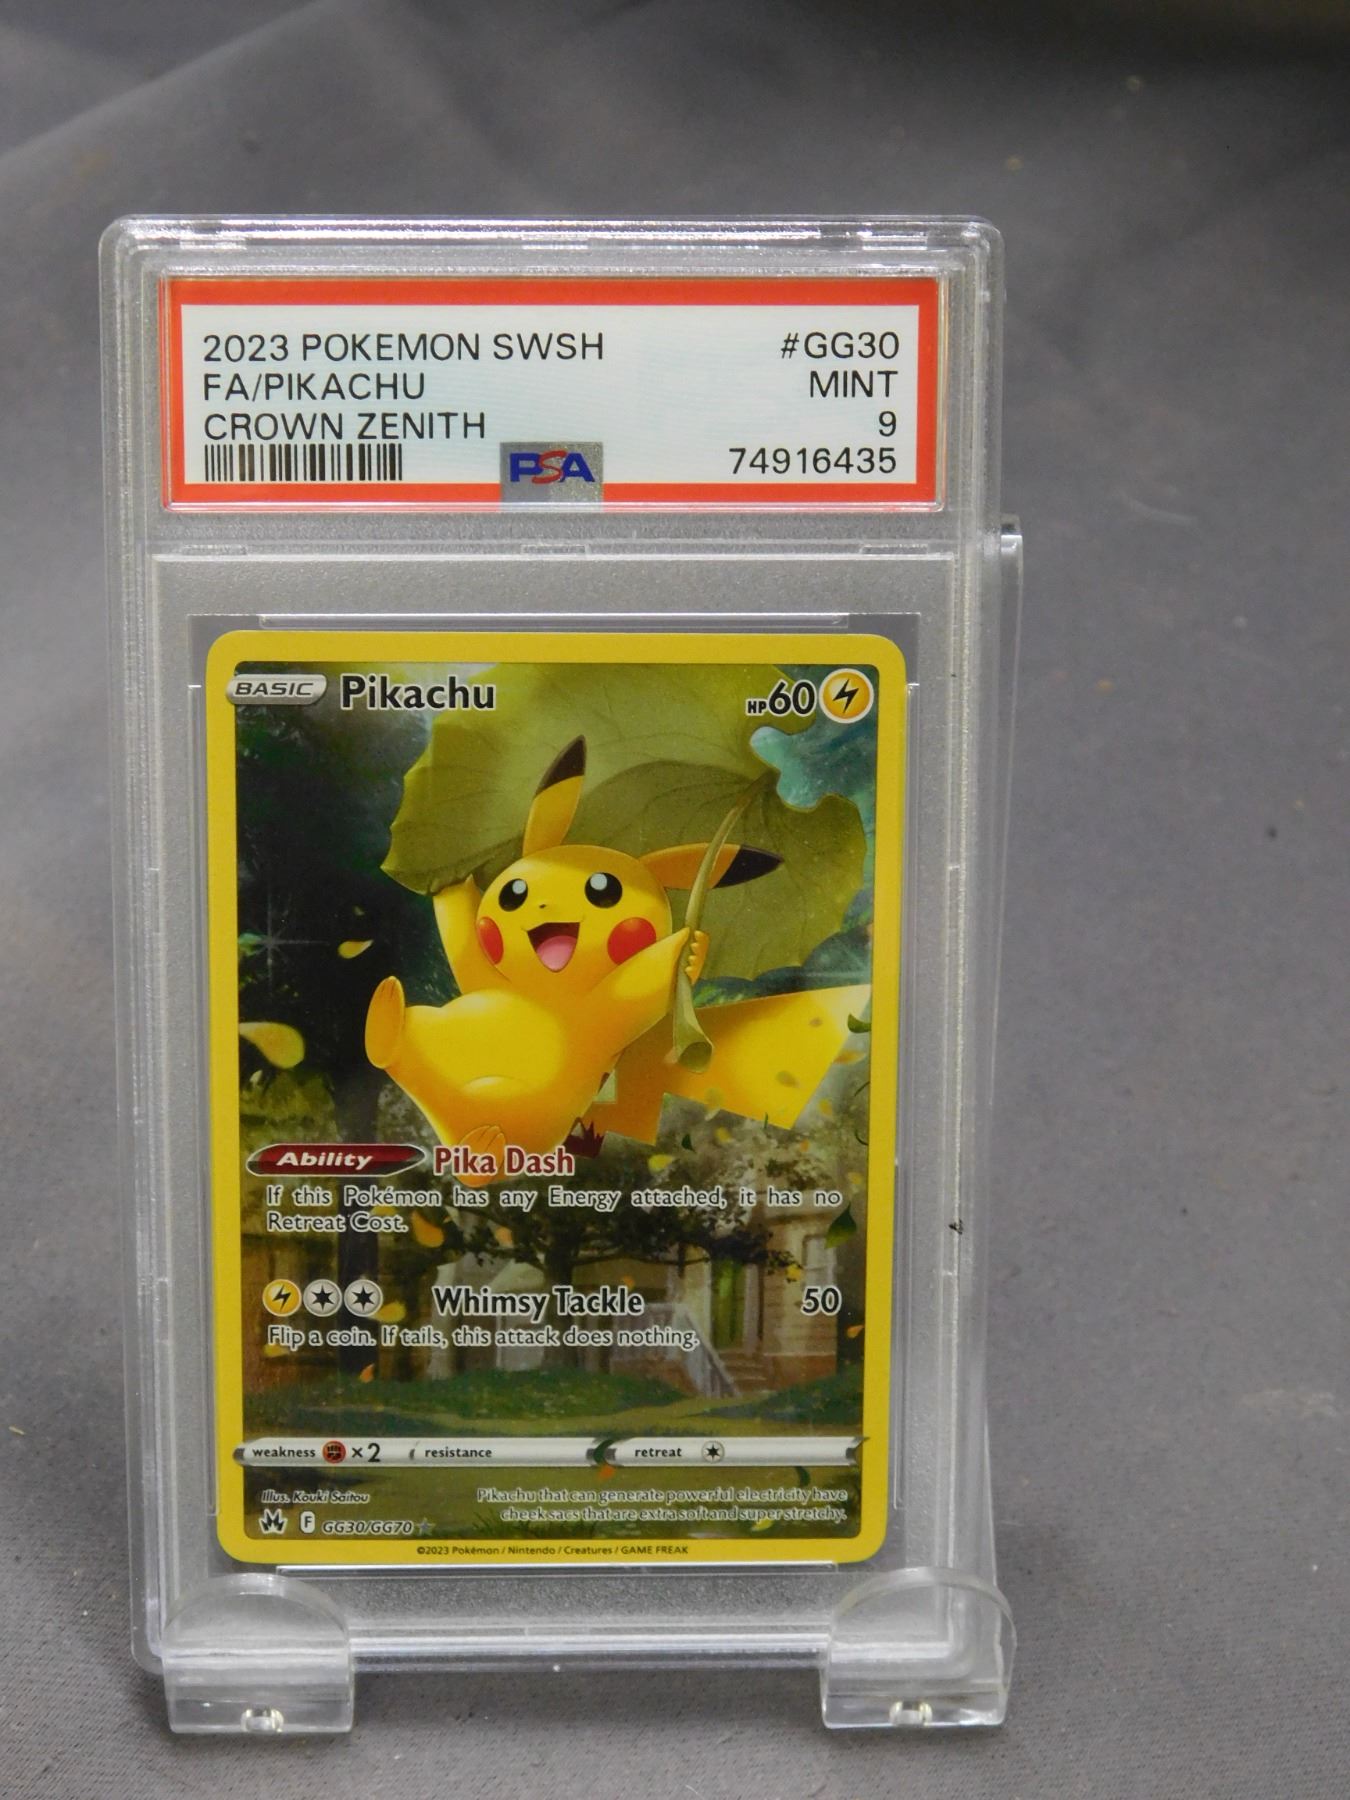 2023 POKEMON SWSH #GG30
FA/PIKACHU MINT
CROWN ZENITH 9
PSA 74916435
BASIC Pikachu HP60
Ability Pika Dash
If this Pokémon has any Energy attached, it has no
Retreat Cost.
Whimsy Tackle 50
Flip a coin. If tails, this attack does nothing.
weakness ×2 resistance retreat
Illus. Kouki Saitou
Pikachu that can generate powerful electricity have
cheek sacs that are extra soft and super stretchy.
F GG30/GG70
©2023 Pokémon / Nintendo / Creatures / GAME FREAK